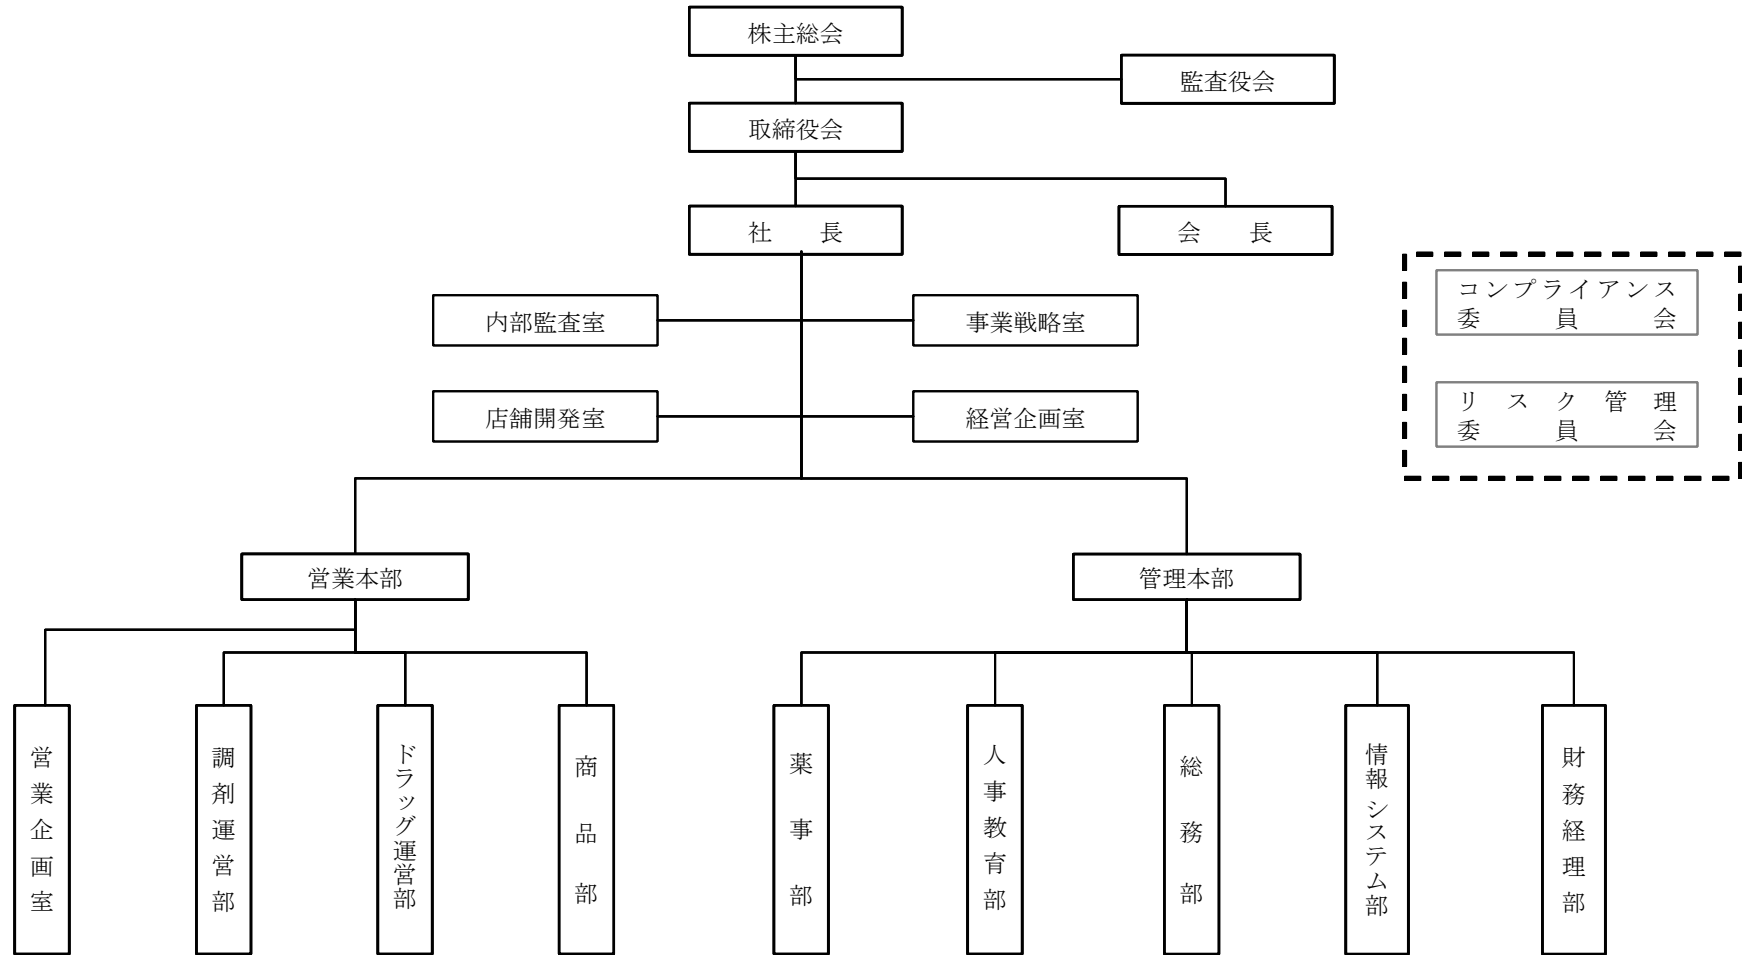 株主総会
監査役会
取締役会
社　長
会　長
コンプライアンス
委員会
内部監査室
事業戦略室
リスク管理
委員会
店舗開発室
経営企画室
営業本部
管理本部
営業企画室
調剤運営部
ドラッグ運営部
商品部
薬事部
人事教育部
総務部
情報システム部
財務経理部